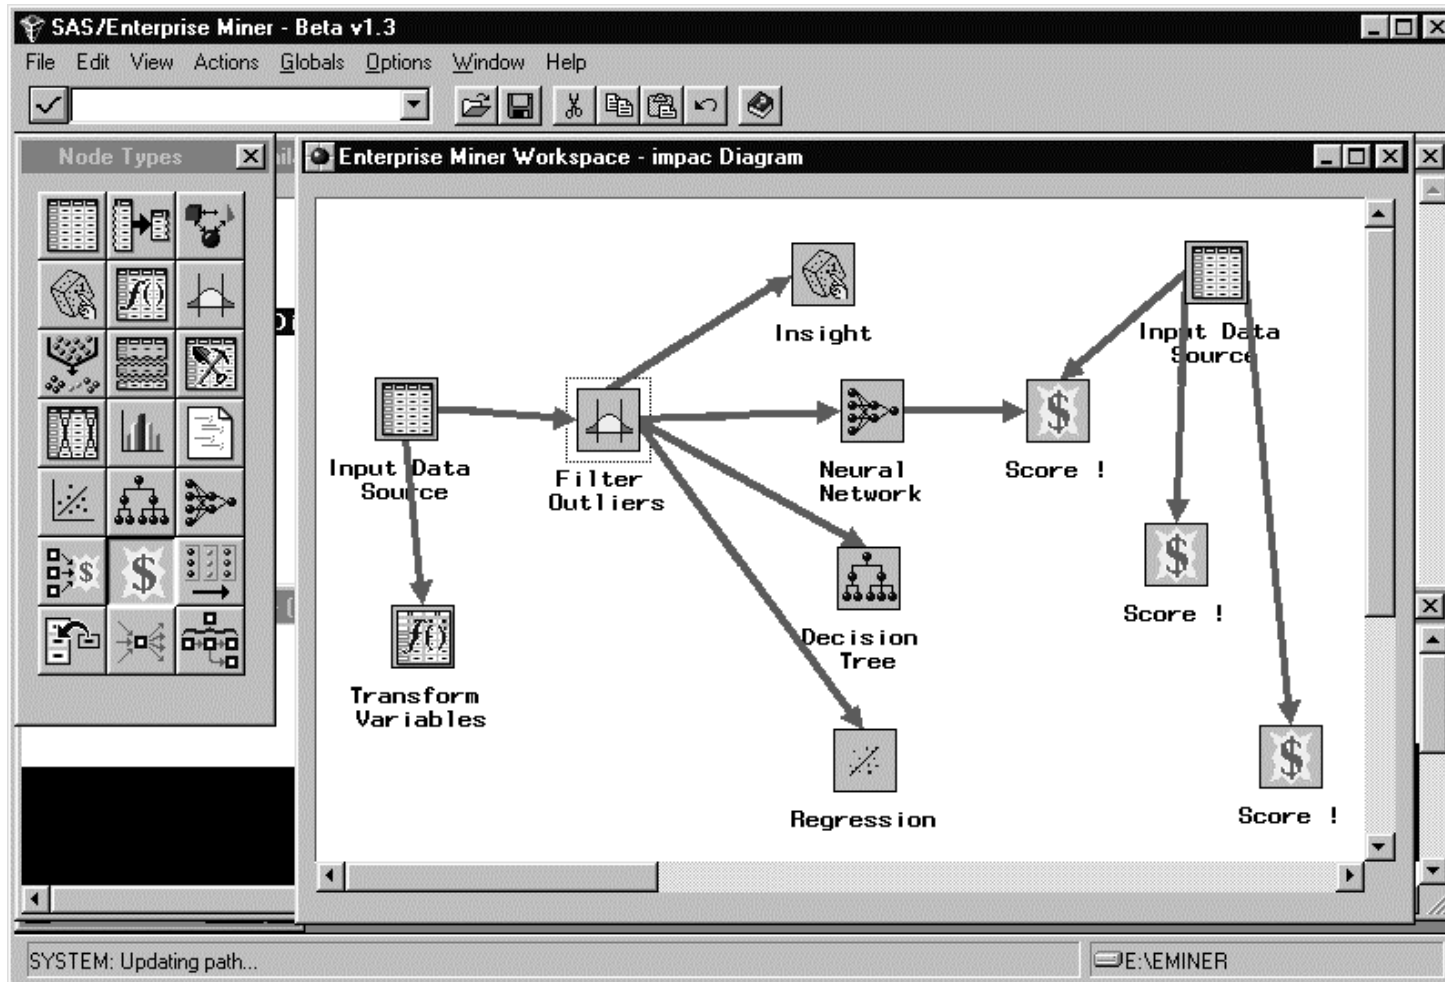 SAS/Enterprise Miner - Beta v1.3
File Edit View Actions Globals Options Window Help
Node Types
Enterprise Miner Workspace - impac Diagram
Insight
Input Data
Source
Input Data
Source
Filter
Outliers
Neural
Network
Score !
Score !
Decision
Tree
Transform
Variables
Regression
Score !
SYSTEM: Updating path...
E:\EMINER